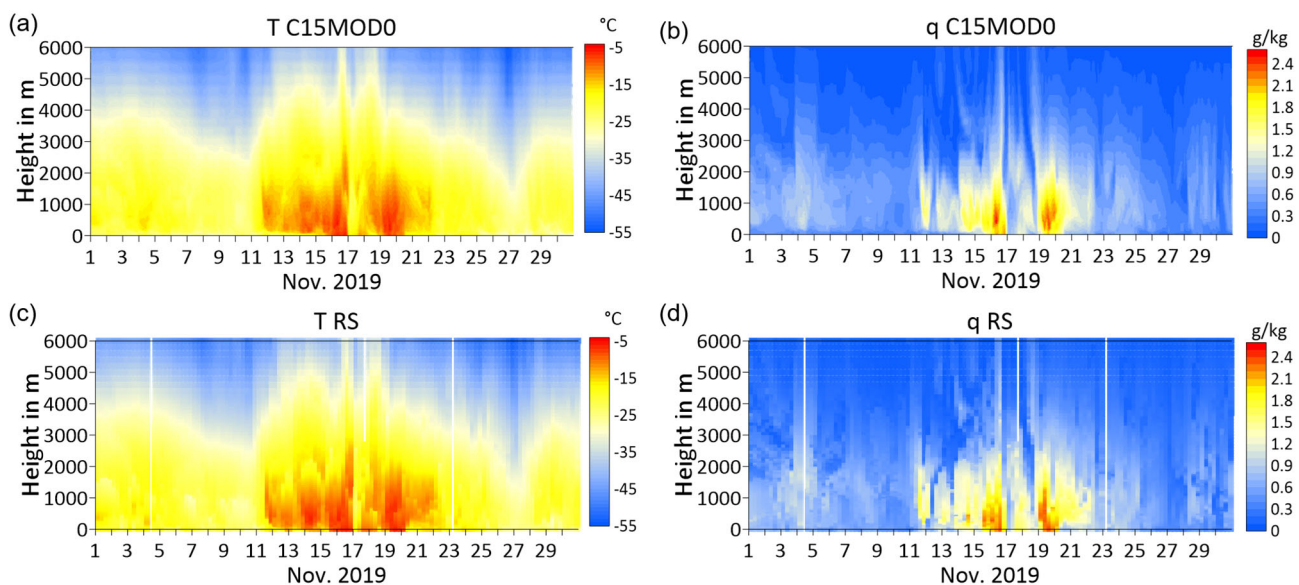 (a)
T C15MOD0
°C
6000
5000
4000
3000
2000
1000
0
Height in m
-5
-15
-25
-35
-45
-55
1 3 5 7 9 11 13 15 17 19 21 23 25 27 29
Nov. 2019
(b)
q C15MOD0
g/kg
6000
5000
4000
3000
2000
1000
0
Height in m
2.4
2.1
1.8
1.5
1.2
0.9
0.6
0.3
0
1 3 5 7 9 11 13 15 17 19 21 23 25 27 29
Nov. 2019
(c)
T RS
°C
6000
5000
4000
3000
2000
1000
0
Height in m
-5
-15
-25
-35
-45
-55
1 3 5 7 9 11 13 15 17 19 21 23 25 27 29
Nov. 2019
(d)
q RS
g/kg
6000
5000
4000
3000
2000
1000
0
Height in m
2.4
2.1
1.8
1.5
1.2
0.9
0.6
0.3
0
1 3 5 7 9 11 13 15 17 19 21 23 25 27 29
Nov. 2019